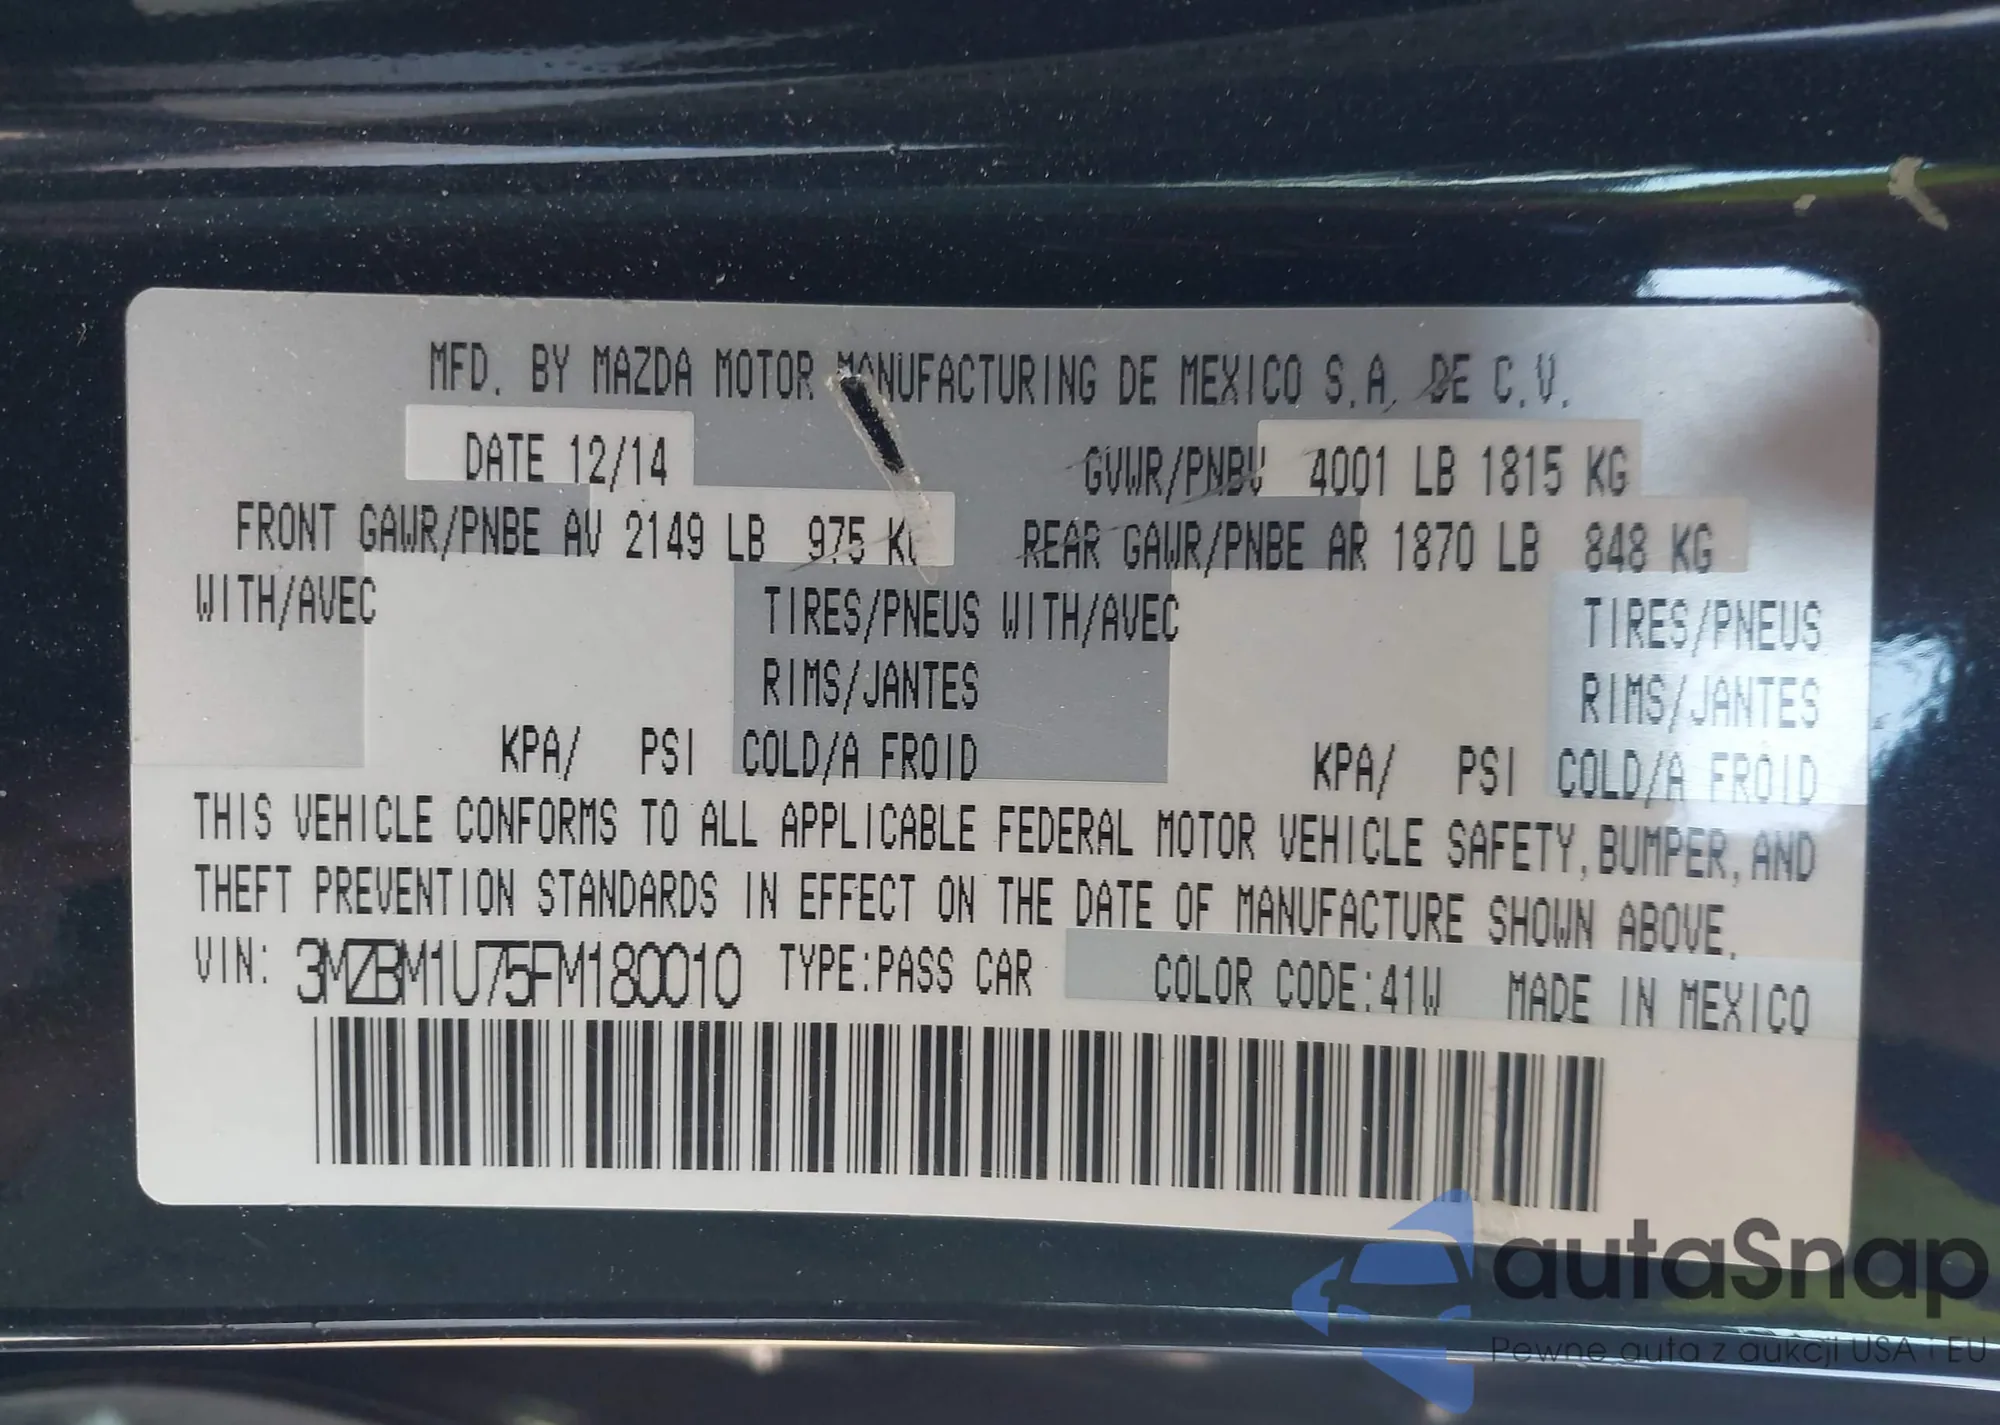 MFD. BY MAZDA MOTOR MANUFACTURING DE MEXICO S.A. DE C.V.
DATE 12/14 GVWR/PNBV 4001 LB 1815 KG
FRONT GAWR/PNBE AV 2149 LB 975 KG REAR GAWR/PNBE AR 1870 LB 848 KG
WITH/AVEC TIRES/PNEUS WITH/AVEC TIRES/PNEUS
RIMS/JANTES RIMS/JANTES
KPA/ PSI COLD/A FROID KPA/ PSI COLD/A FROID
THIS VEHICLE CONFORMS TO ALL APPLICABLE FEDERAL MOTOR VEHICLE SAFETY, BUMPER, AND
THEFT PREVENTION STANDARDS IN EFFECT ON THE DATE OF MANUFACTURE SHOWN ABOVE.
VIN: 3MZBM1U75FM180010 TYPE:PASS CAR COLOR CODE:41W MADE IN MEXICO
autaSnap
Pewne auta z aukcji USA i EU